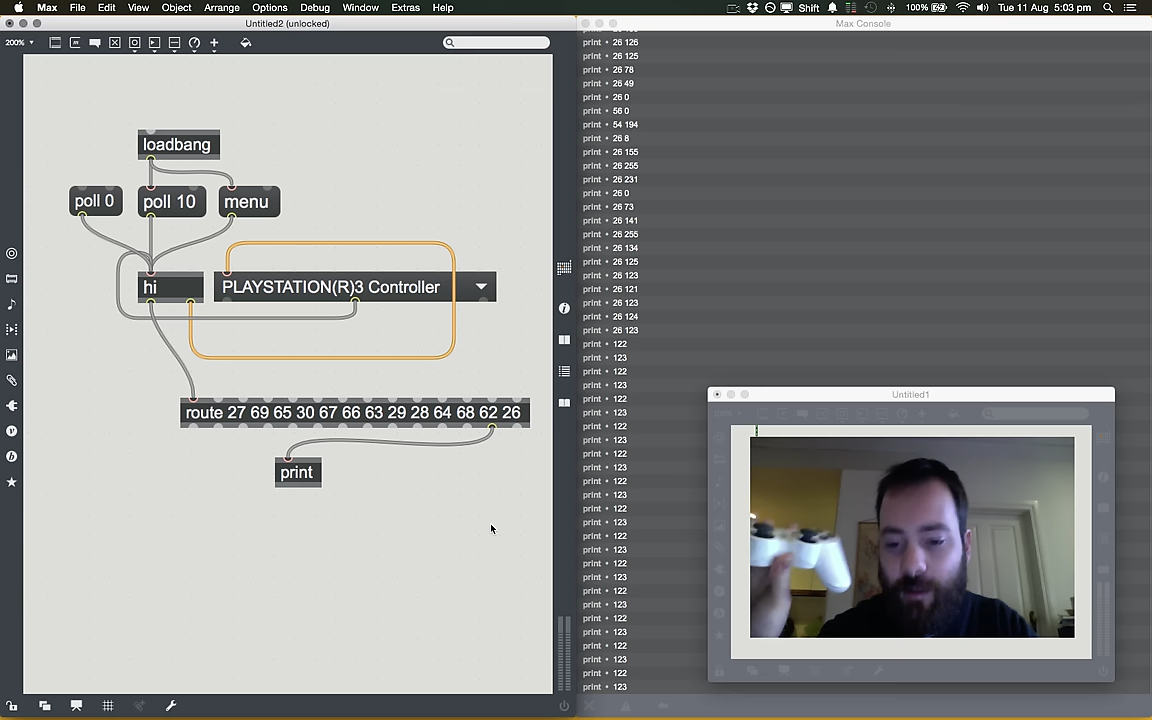 Max File Edit View Object Arrange Options Debug Window Extras Help Shift 100% Tue 11 Aug 5:03 pm
Untitled2 (unlocked)
Max Console
200%
loadbang
poll 0
poll 10
menu
hi
PLAYSTATION(R)3 Controller
route 27 69 65 30 67 66 63 29 28 64 68 62 26
print
print • 26 126
print • 26 125
print • 26 78
print • 26 49
print • 26 0
print • 56 0
print • 54 194
print • 26 8
print • 26 155
print • 26 255
print • 26 231
print • 26 0
print • 26 73
print • 26 141
print • 26 255
print • 26 134
print • 26 125
print • 26 123
print • 26 121
print • 26 123
print • 26 124
print • 26 123
print • 122
print • 123
print • 122
print • 123
print • 122
print • 123
print • 122
print • 123
print • 122
print • 123
print • 122
print • 123
print • 122
print • 123
print • 122
print • 123
print • 122
print • 123
print • 122
print • 123
print • 122
print • 123
print • 122
print • 123
print • 122
print • 123
Untitled1